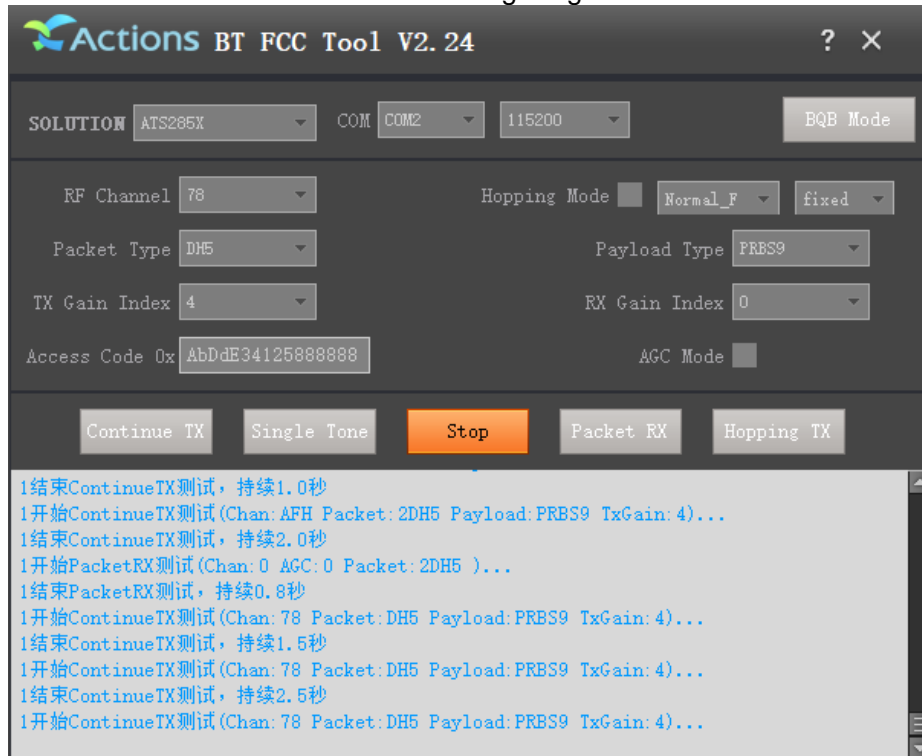 Actions BT FCC Tool V2.24 ? ×
SOLUTION ATS285X COM COM2 115200 BQB Mode
RF Channel 78 Hopping Mode Normal_F fixed
Packet Type DH5 Payload Type PRBS9
TX Gain Index 4 RX Gain Index 0
Access Code 0x AbDdE34125888888 AGC Mode
Continue TX Single Tone Stop Packet RX Hopping TX
1结束ContinueTX测试，持续1.0秒
1开始ContinueTX测试(Chan:AFH Packet:2DH5 Payload:PRBS9 TxGain:4)...
1结束ContinueTX测试，持续2.0秒
1开始PacketRX测试(Chan:0 AGC:0 Packet:2DH5 )...
1结束PacketRX测试，持续0.8秒
1开始ContinueTX测试(Chan:78 Packet:DH5 Payload:PRBS9 TxGain:4)...
1结束ContinueTX测试，持续1.5秒
1开始ContinueTX测试(Chan:78 Packet:DH5 Payload:PRBS9 TxGain:4)...
1结束ContinueTX测试，持续2.5秒
1开始ContinueTX测试(Chan:78 Packet:DH5 Payload:PRBS9 TxGain:4)...